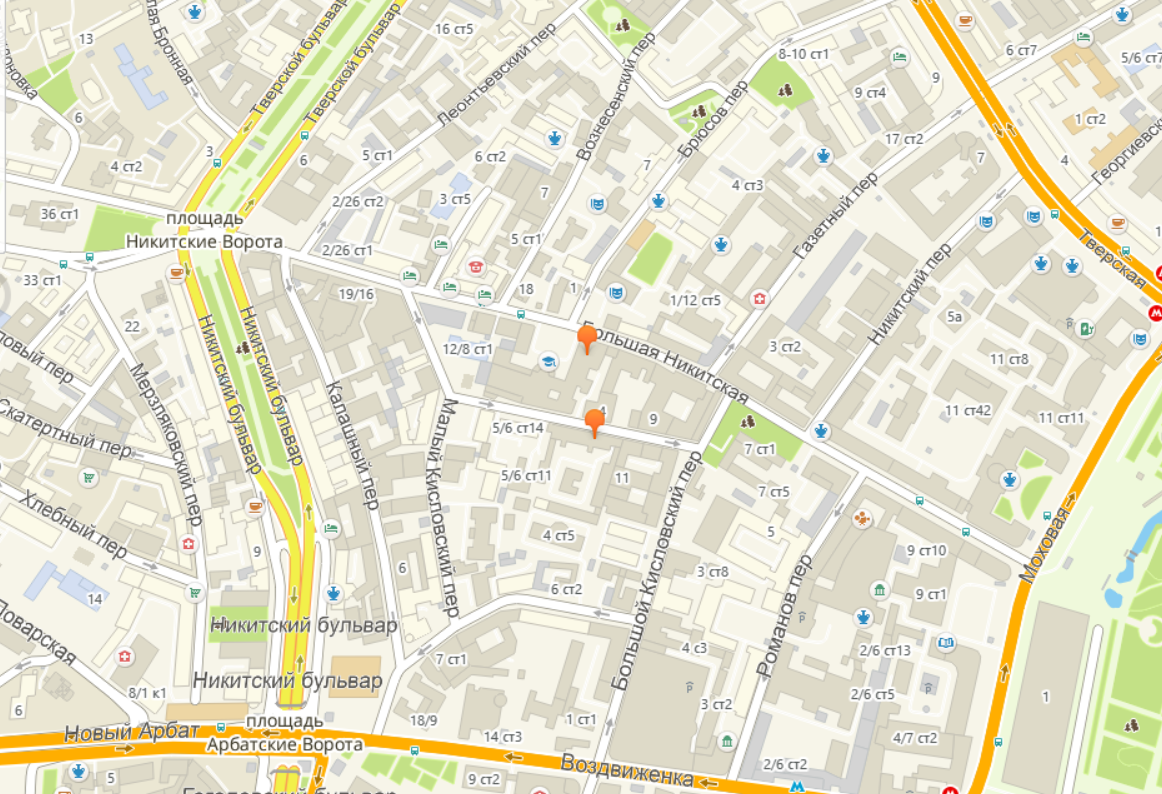 16 ст5
13
8-10 ст1
6 ст7
Тверской бульвар
Тверской бульвар
Леонтьевский пер
Вознесенский пер
Брюсов пер
9
9 ст4
6
1 ст2
3
6
5 ст1
6 ст2
7
17 ст2
7
4
4 ст2
4 ст3
7
3 ст5
2/26 ст2
36 ст1
площадь
Никитские Ворота
5 ст1
2/26 ст1
Газетный пер
Никитский пер
Тверская
33 ст1
19/16
18
1
1/12 ст5
5а
22
Большая Никитская
12/8 ст1
3 ст2
11 ст8
Никитский бульвар
Никитский бульвар
Мерзляковский пер
Калашный пер
Малый Кисловский пер
Скатертный пер
4
9
11 ст42
11 ст11
5/6 ст14
7 ст1
5/6 ст11
11
7 ст5
Хлебный пер
Большой Кисловский пер
5
4 ст5
9
9 ст10
Моховая
6
3 ст8
6 ст2
9 ст1
14
Романов пер
Никитский бульвар
Поварская
4 с3
2/6 ст13
7 ст1
Никитский бульвар
8/1 к1
2/6 ст5
1
6
3 ст2
18/9
1 ст1
площадь
Новый Арбат
Арбатские Ворота
14 ст3
4/7 ст2
2/6 ст2
5
9 ст2
Воздвиженка